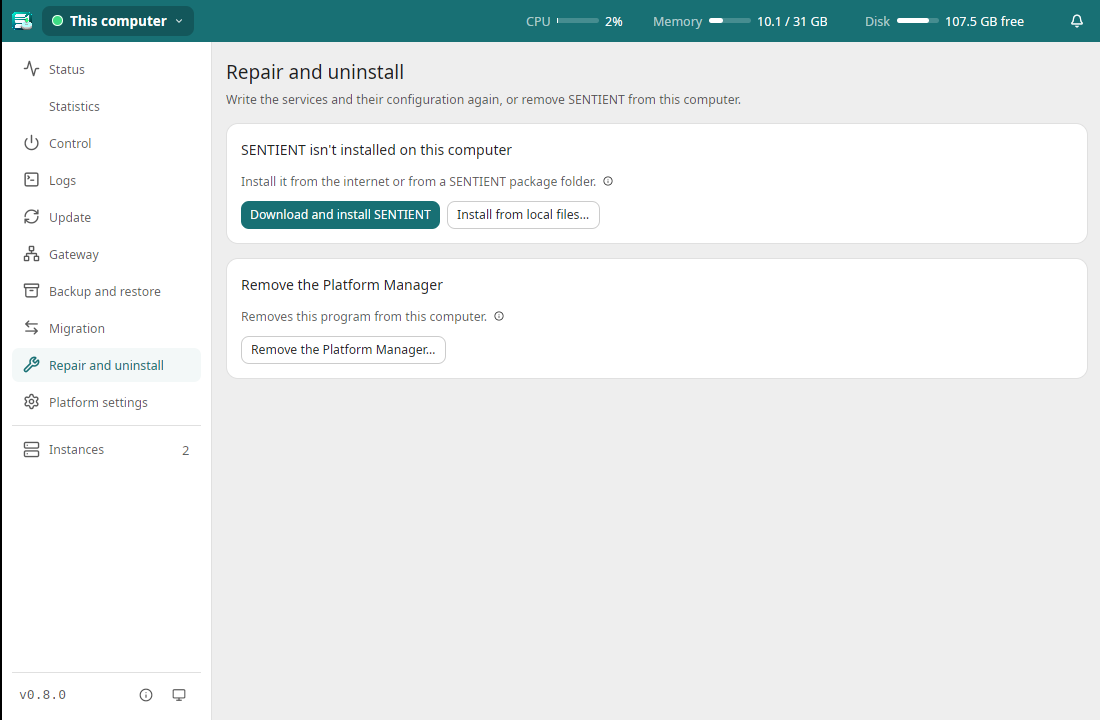 This computer
CPU 2%
Memory 10.1 / 31 GB
Disk 107.5 GB free
Status
Statistics
Control
Logs
Update
Gateway
Backup and restore
Migration
Repair and uninstall
Platform settings
Instances 2
v0.8.0
Repair and uninstall
Write the services and their configuration again, or remove SENTIENT from this computer.
SENTIENT isn't installed on this computer
Install it from the internet or from a SENTIENT package folder.
Download and install SENTIENT
Install from local files...
Remove the Platform Manager
Removes this program from this computer.
Remove the Platform Manager...